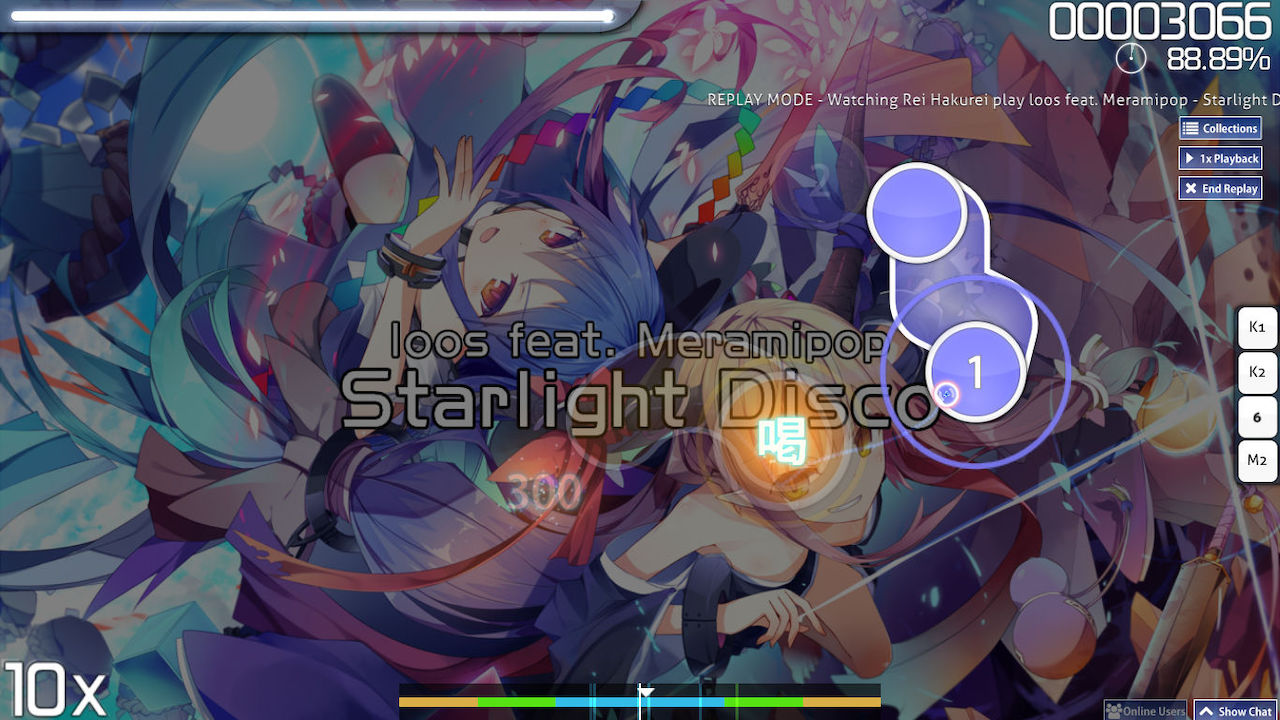 00003066
88.89%
REPLAY MODE - Watching Rei Hakurei play loos feat. Meramipop - Starlight D
Collections
1x Playback
End Replay
2
1
K1
K2
6
M2
loos feat. Meramipop
Starlight Disco
喝
300
10x
Online Users
Show Chat